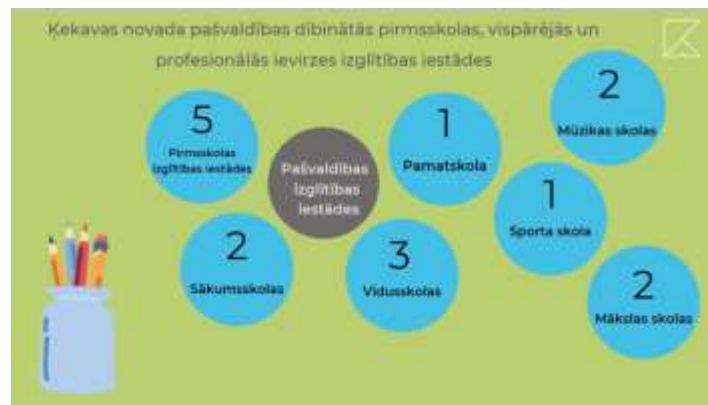 Ķekavas novada pašvaldības dibinātās pirmsskolas, vispārējās un
profesionālās ievirzes izglītības iestādes
5
Pirmsskolas
izglītības iestādes
Pašvaldības
izglītības
iestādes
1
Pamatskola
2
Mūzikas skolas
1
Sporta skola
2
Sākumsskolas
3
Vidusskolas
2
Mākslas skolas